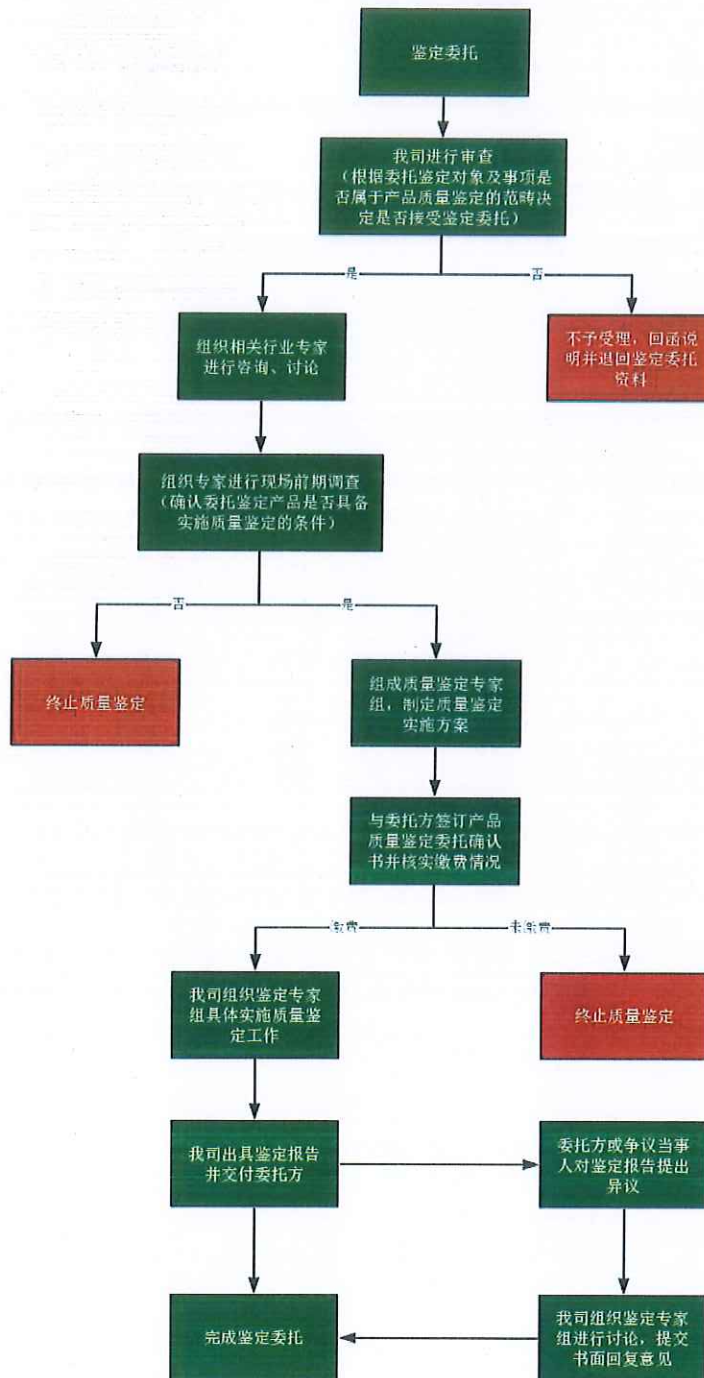 鉴定委托
我司进行审查
（根据委托鉴定对象及事项是
否属于产品质量鉴定的范畴决
定是否接受鉴定委托）
是
否
组织相关行业专家
进行咨询、讨论
不予受理，回函说
明并退回鉴定委托
资料
组织专家进行现场前期调查
（确认委托鉴定产品是否具备
实施质量鉴定的条件）
否
是
终止质量鉴定
组成质量鉴定专家
组，制定质量鉴定
实施方案
与委托方签订产品
质量鉴定委托确认
书并核实缴费情况
缴费
未缴费
我司组织鉴定专家
组具体实施质量鉴
定工作
终止质量鉴定
我司出具鉴定报告
并交付委托方
委托方或争议当事
人对鉴定报告提出
异议
完成鉴定委托
我司组织鉴定专家
组进行讨论，提交
书面回复意见